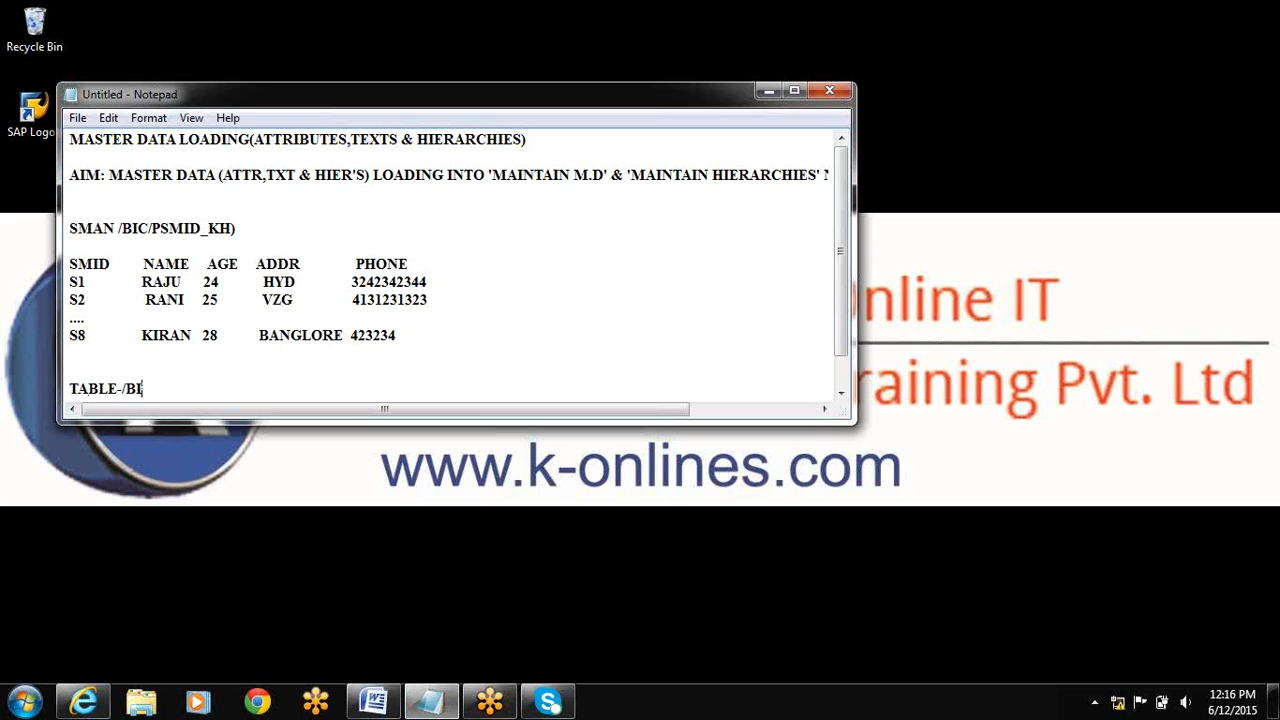 Recycle Bin
SAP Logo
Untitled - Notepad
File Edit Format View Help
MASTER DATA LOADING(ATTRIBUTES,TEXTS & HIERARCHIES)
AIM: MASTER DATA (ATTR,TXT & HIER'S) LOADING INTO 'MAINTAIN M.D' & 'MAINTAIN HIERARCHIES'
SMAN /BIC/PSMID_KH)
SMID NAME AGE ADDR PHONE
S1 RAJU 24 HYD 3242342344
S2 RANI 25 VZG 4131231323
....
S8 KIRAN 28 BANGLORE 423234
TABLE-/BI
nline IT
raining Pvt. Ltd
www.k-onlines.com
12:16 PM
6/12/2015